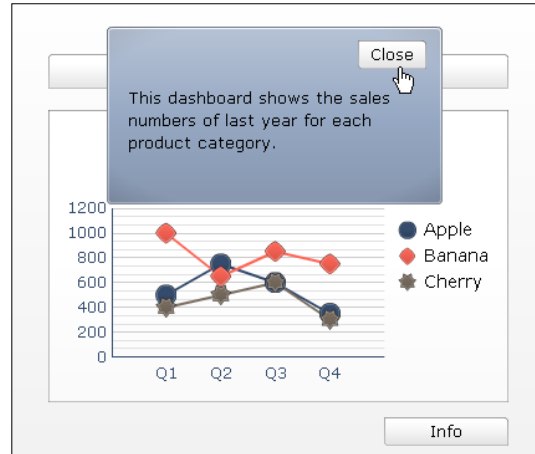 Close
This dashboard shows the sales
numbers of last year for each
product category.
1200
1000
800
600
400
200
0
Q1 Q2 Q3 Q4
Apple
Banana
Cherry
Info